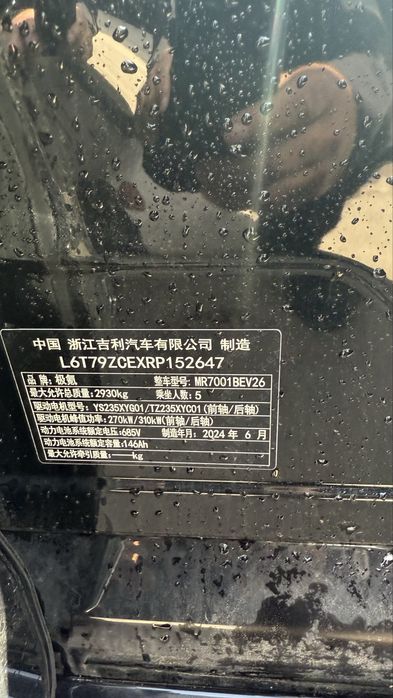 中国 浙江吉利汽车有限公司 制造
L6T79ZCEXRP152647
品牌:极氪 整车型号:MR7001BEV26
最大允许总质量:2930kg 乘坐人数:5
驱动电机型号:YS235XYG01/TZ235XYC01(前轴/后轴)
驱动电机峰值功率:270kW/310kW(前轴/后轴)
动力电池系统额定电压:685V 制造年月:2024 年 6 月
动力电池系统额定容量:146Ah
最大允许牵引质量:——kg